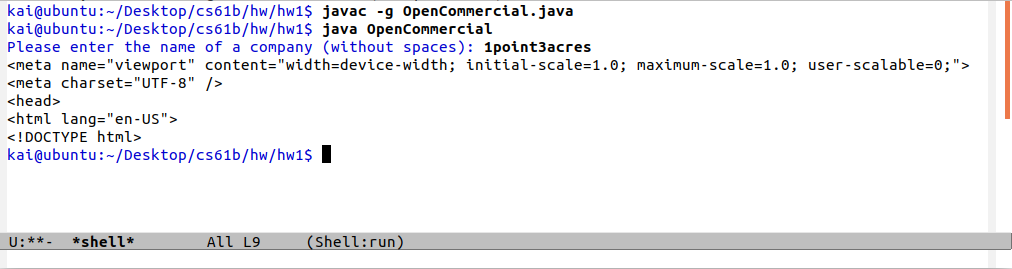 kai@ubuntu:~/Desktop/cs61b/hw/hw1$ javac -g OpenCommercial.java
kai@ubuntu:~/Desktop/cs61b/hw/hw1$ java OpenCommercial
Please enter the name of a company (without spaces): 1point3acres
<meta name="viewport" content="width=device-width; initial-scale=1.0; maximum-scale=1.0; user-scalable=0;">
<meta charset="UTF-8" />
<head>
<html lang="en-US">
<!DOCTYPE html>
kai@ubuntu:~/Desktop/cs61b/hw/hw1$
U:**-  *shell*        All L9     (Shell:run)